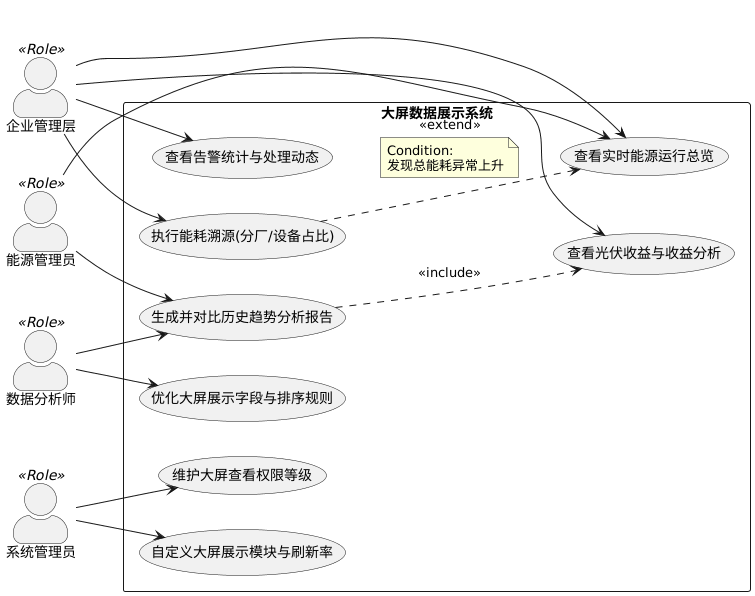 «Role»
企业管理层
«Role»
能源管理员
«Role»
数据分析师
«Role»
系统管理员
大屏数据展示系统
«extend»
Condition:
发现总能耗异常上升
查看告警统计与处理动态
查看实时能源运行总览
执行能耗溯源(分厂/设备占比)
查看光伏收益与收益分析
«include»
生成并对比历史趋势分析报告
优化大屏展示字段与排序规则
维护大屏查看权限等级
自定义大屏展示模块与刷新率